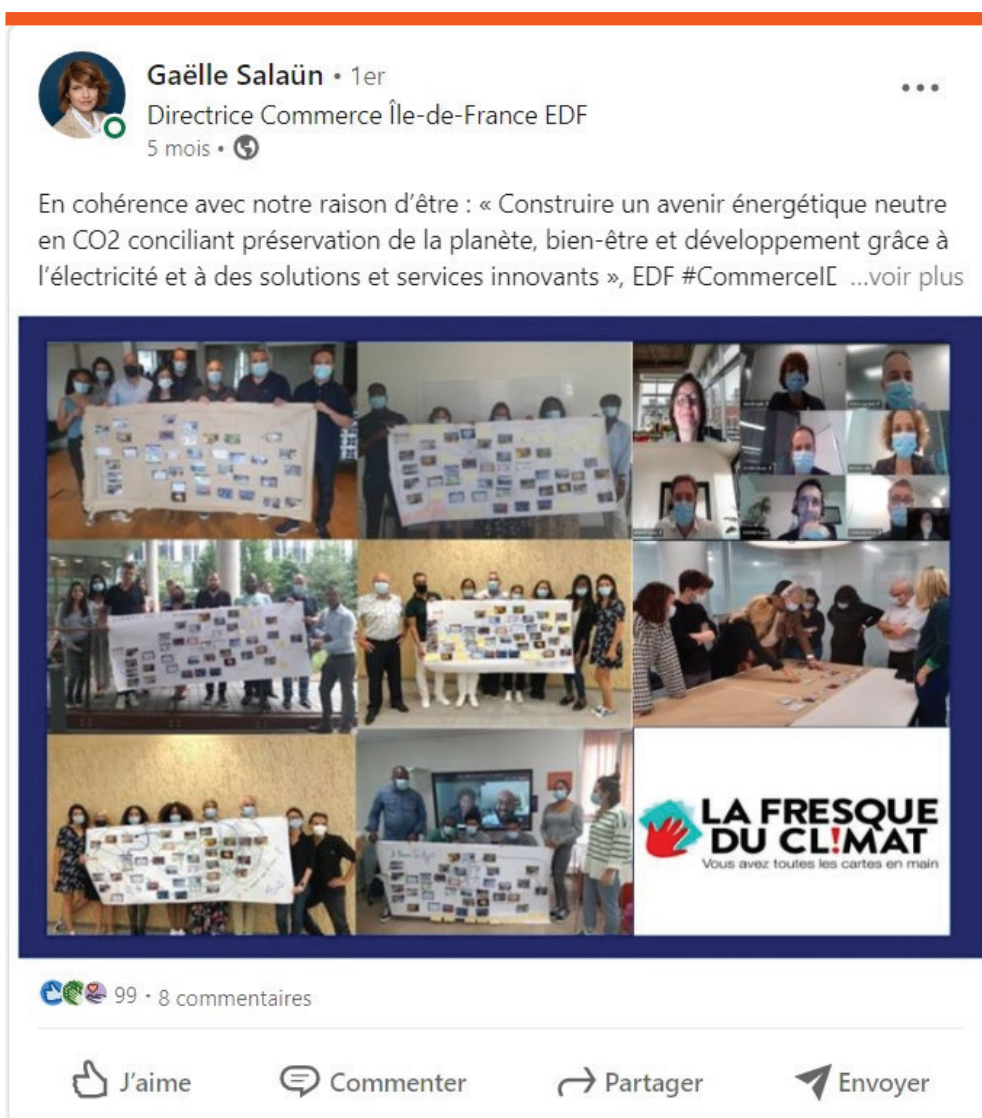 Gaëlle Salaün • 1er
Directrice Commerce Île-de-France EDF
5 mois •
En cohérence avec notre raison d’être : « Construire un avenir énergétique neutre
en CO2 conciliant préservation de la planète, bien-être et développement grâce à
l’électricité et à des solutions et services innovants », EDF #CommerceID ...voir plus
LA FRESQUE
DU CL!MAT
Vous avez toutes les cartes en main
99 · 8 commentaires
J’aime
Commenter
Partager
Envoyer